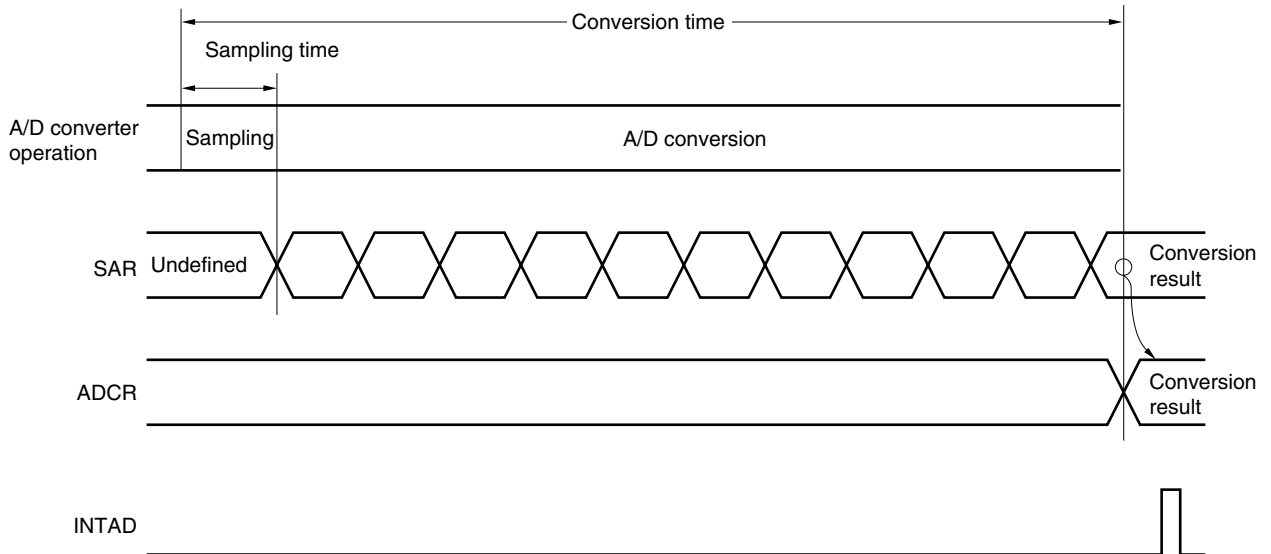 Conversion time
Sampling time
A/D converter
operation
Sampling
A/D conversion
SAR
Undefined
Conversion
result
ADCR
Conversion
result
INTAD